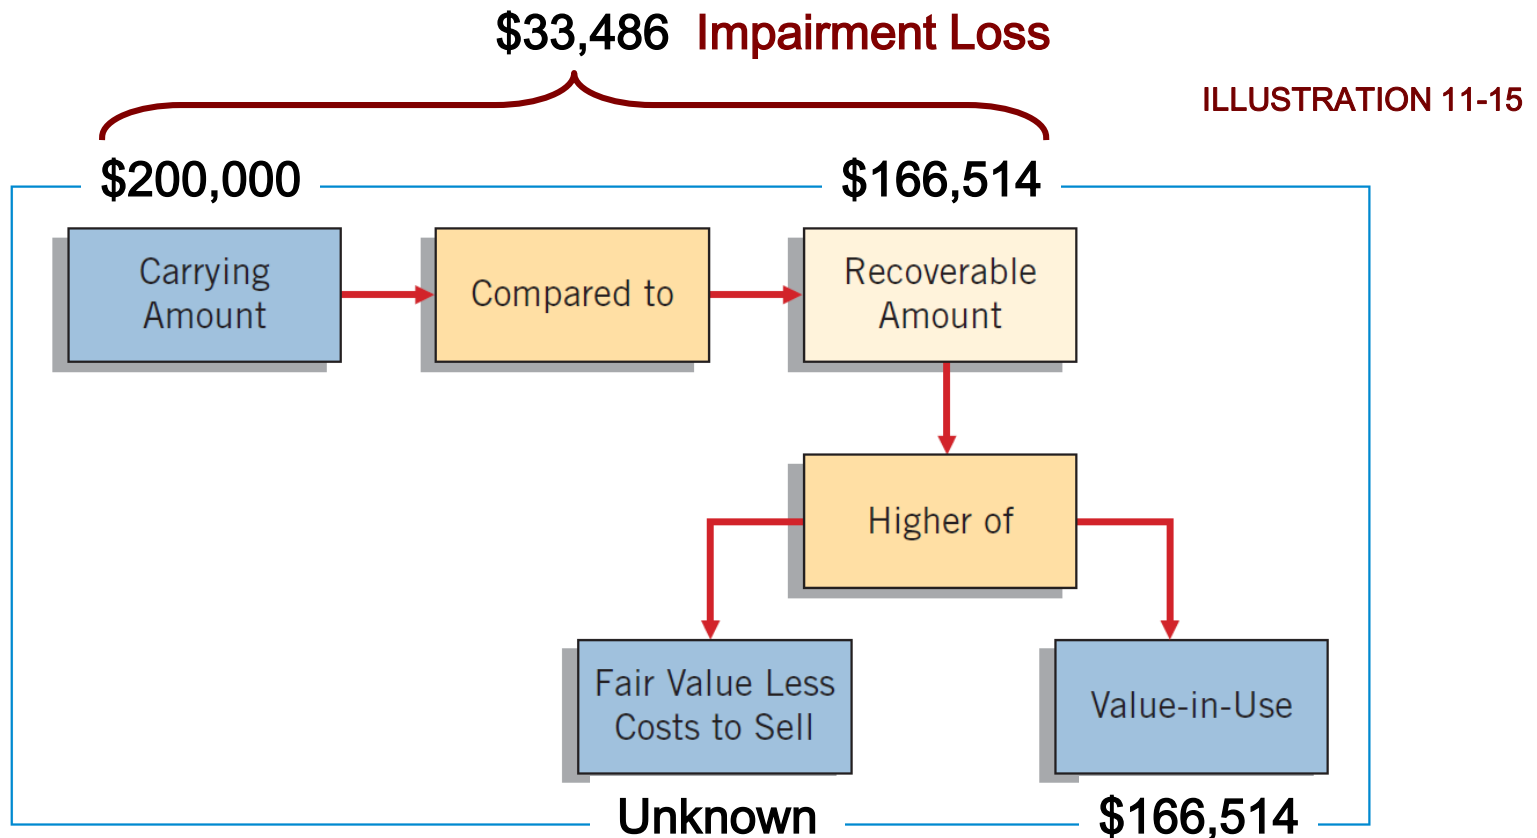 $33,486 Impairment Loss
ILLUSTRATION 11-15
$200,000
$166,514
Carrying
Amount
Compared to
Recoverable
Amount
Higher of
Fair Value Less
Costs to Sell
Value-in-Use
Unknown
$166,514